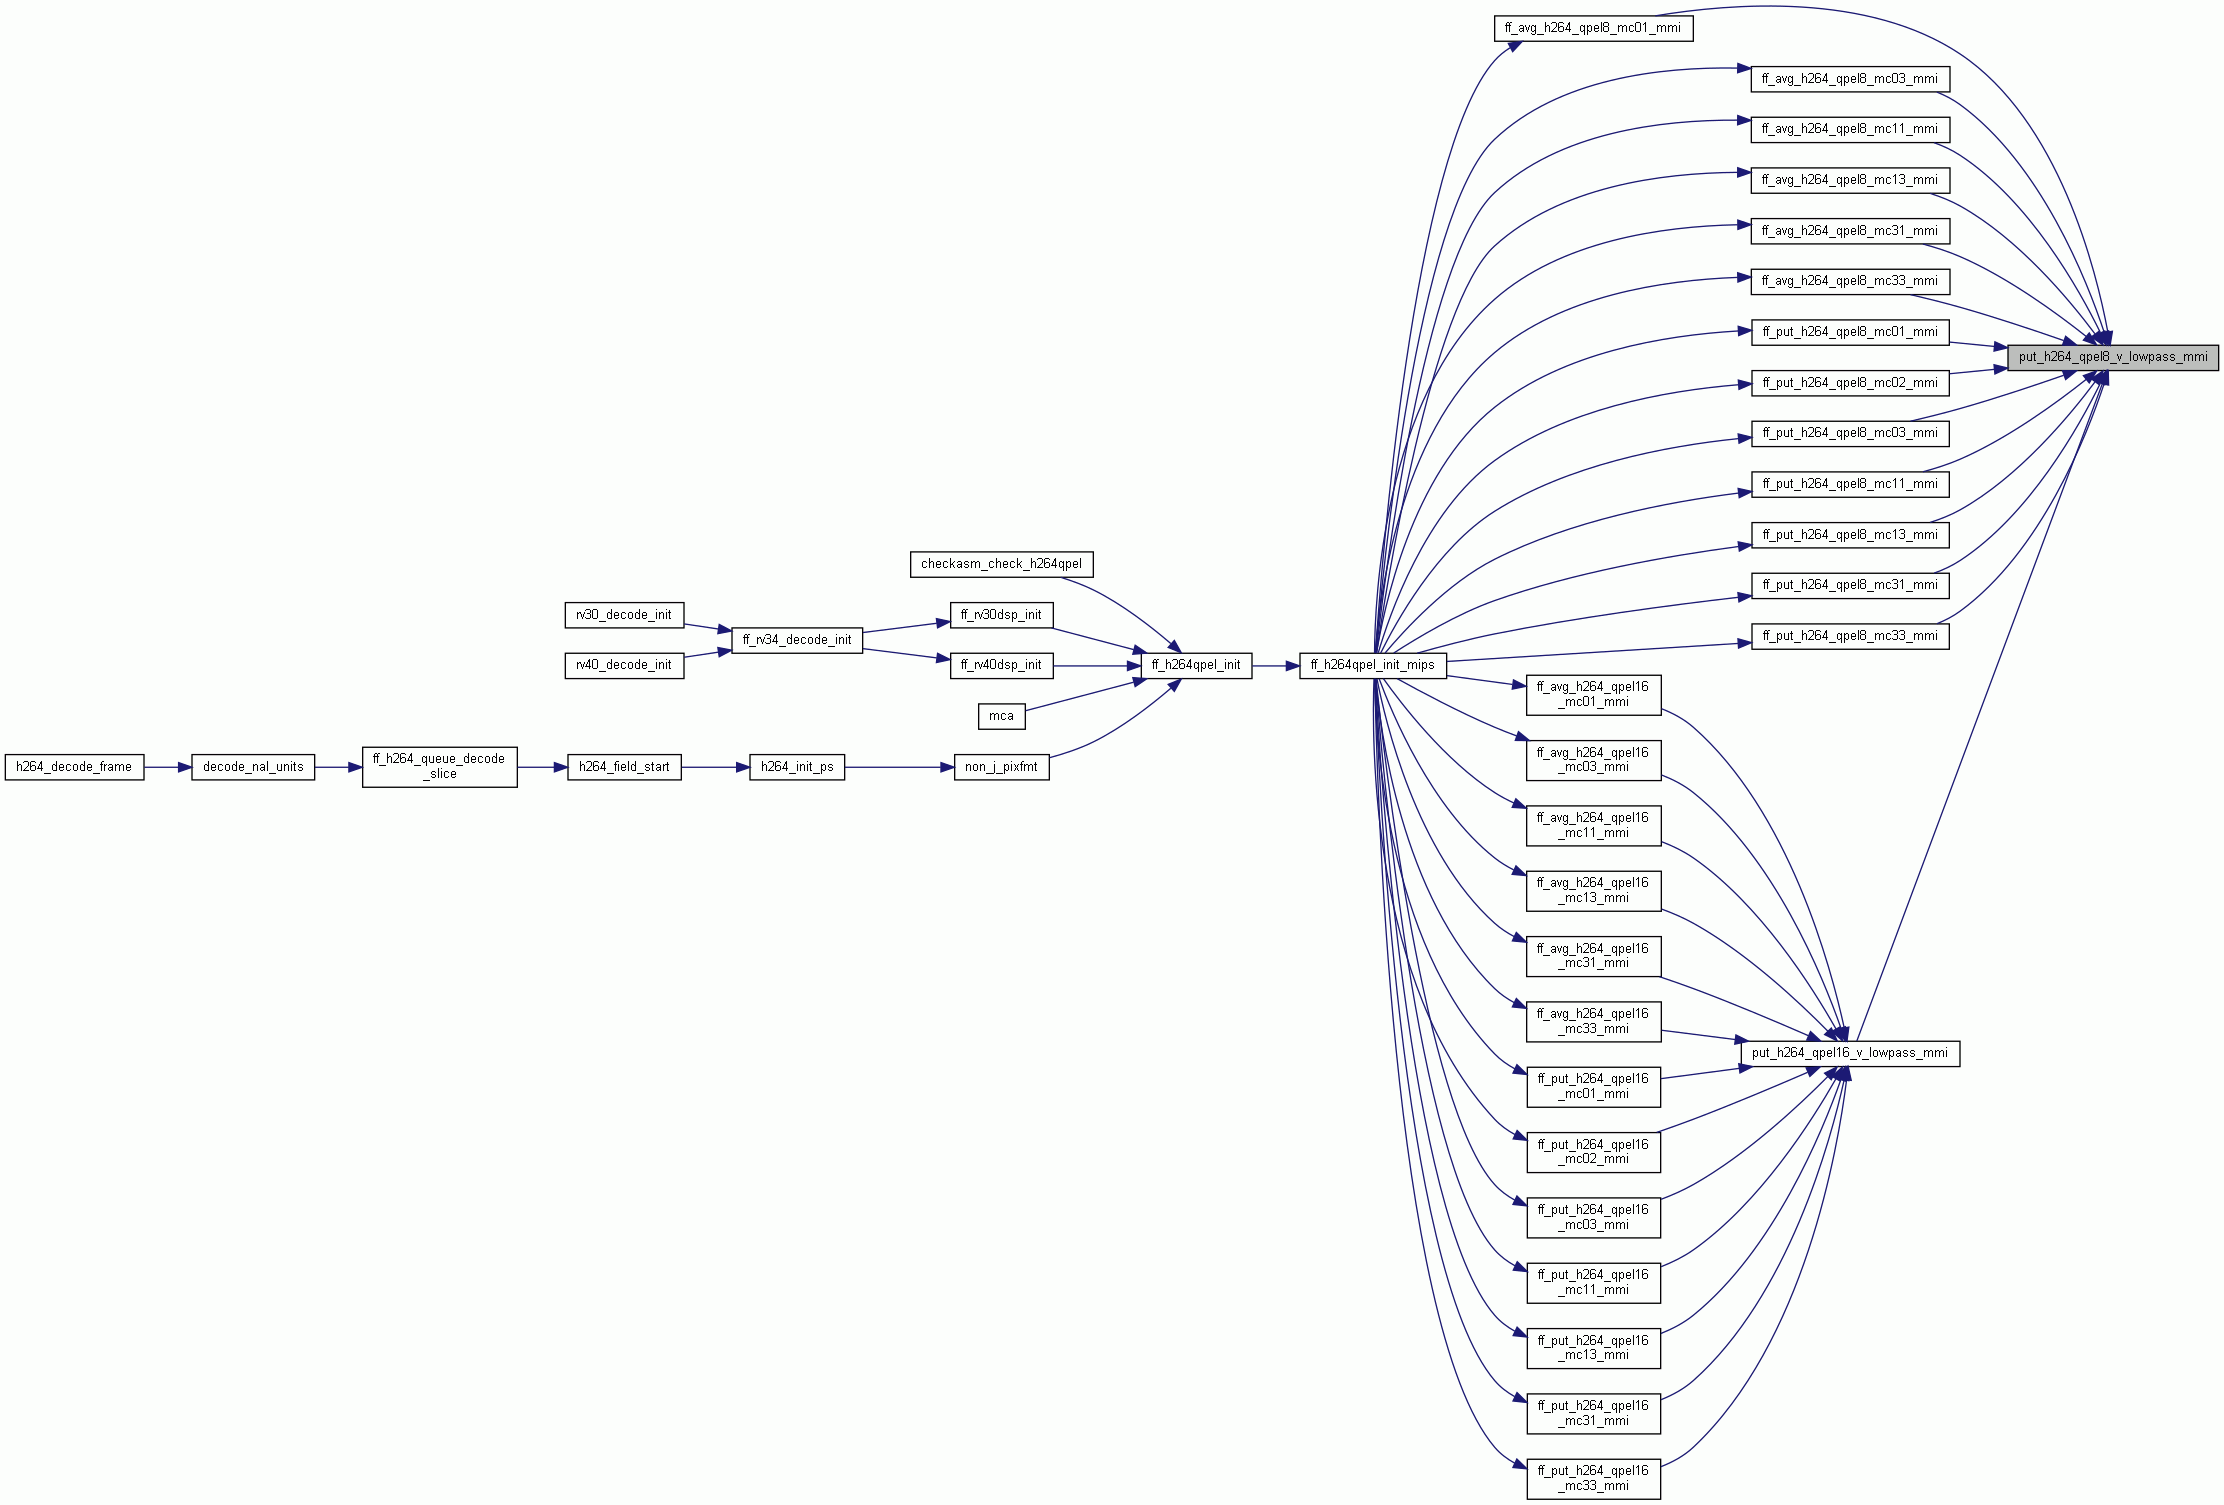 ff_avg_h264_qpel8_mc01_mmi
ff_avg_h264_qpel8_mc03_mmi
ff_avg_h264_qpel8_mc11_mmi
ff_avg_h264_qpel8_mc13_mmi
ff_avg_h264_qpel8_mc31_mmi
ff_avg_h264_qpel8_mc33_mmi
ff_put_h264_qpel8_mc01_mmi
put_h264_qpel8_v_lowpass_mmi
ff_put_h264_qpel8_mc02_mmi
ff_put_h264_qpel8_mc03_mmi
ff_put_h264_qpel8_mc11_mmi
ff_put_h264_qpel8_mc13_mmi
checkasm_check_h264qpel
ff_put_h264_qpel8_mc31_mmi
rv30_decode_init
ff_rv30dsp_init
ff_rv34_decode_init
ff_put_h264_qpel8_mc33_mmi
rv40_decode_init
ff_rv40dsp_init
ff_h264qpel_init
ff_h264qpel_init_mips
ff_avg_h264_qpel16
_mc01_mmi
mca
h264_decode_frame
decode_nal_units
ff_h264_queue_decode
_slice
h264_field_start
h264_init_ps
non_j_pixfmt
ff_avg_h264_qpel16
_mc03_mmi
ff_avg_h264_qpel16
_mc11_mmi
ff_avg_h264_qpel16
_mc13_mmi
ff_avg_h264_qpel16
_mc31_mmi
ff_avg_h264_qpel16
_mc33_mmi
put_h264_qpel16_v_lowpass_mmi
ff_put_h264_qpel16
_mc01_mmi
ff_put_h264_qpel16
_mc02_mmi
ff_put_h264_qpel16
_mc03_mmi
ff_put_h264_qpel16
_mc11_mmi
ff_put_h264_qpel16
_mc13_mmi
ff_put_h264_qpel16
_mc31_mmi
ff_put_h264_qpel16
_mc33_mmi